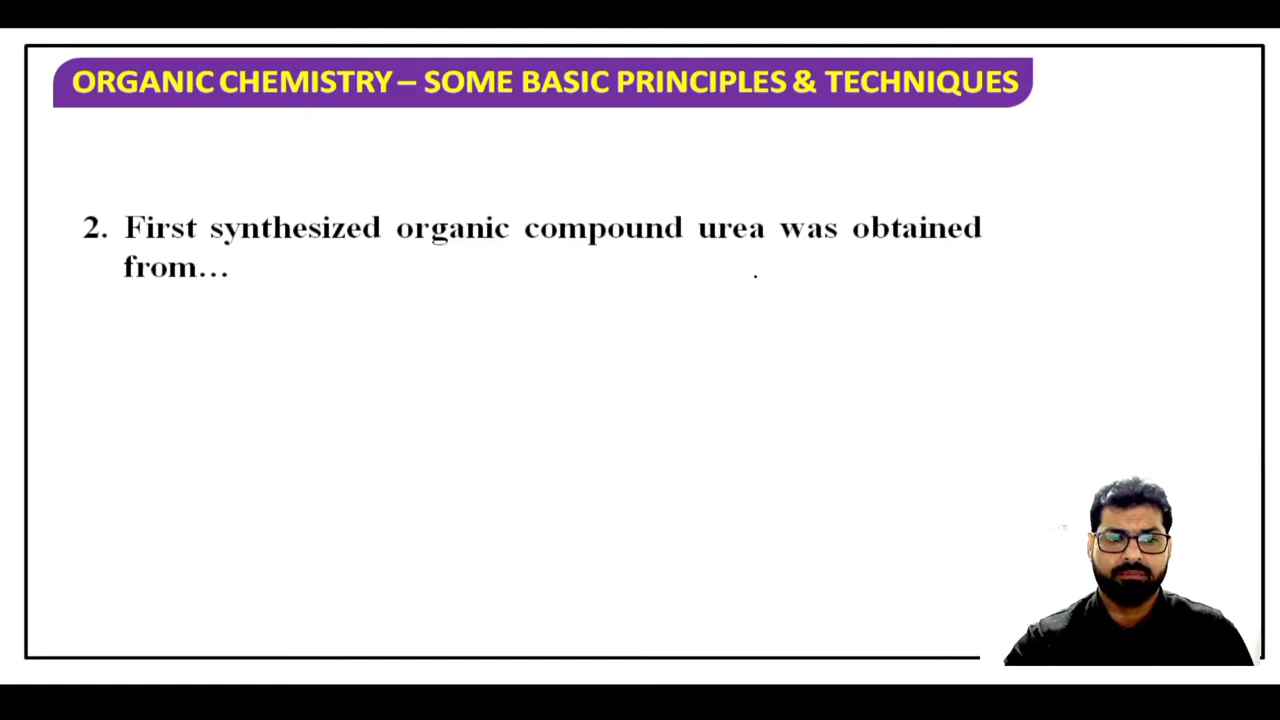 ORGANIC CHEMISTRY – SOME BASIC PRINCIPLES & TECHNIQUES
2. First synthesized organic compound urea was obtained
from…